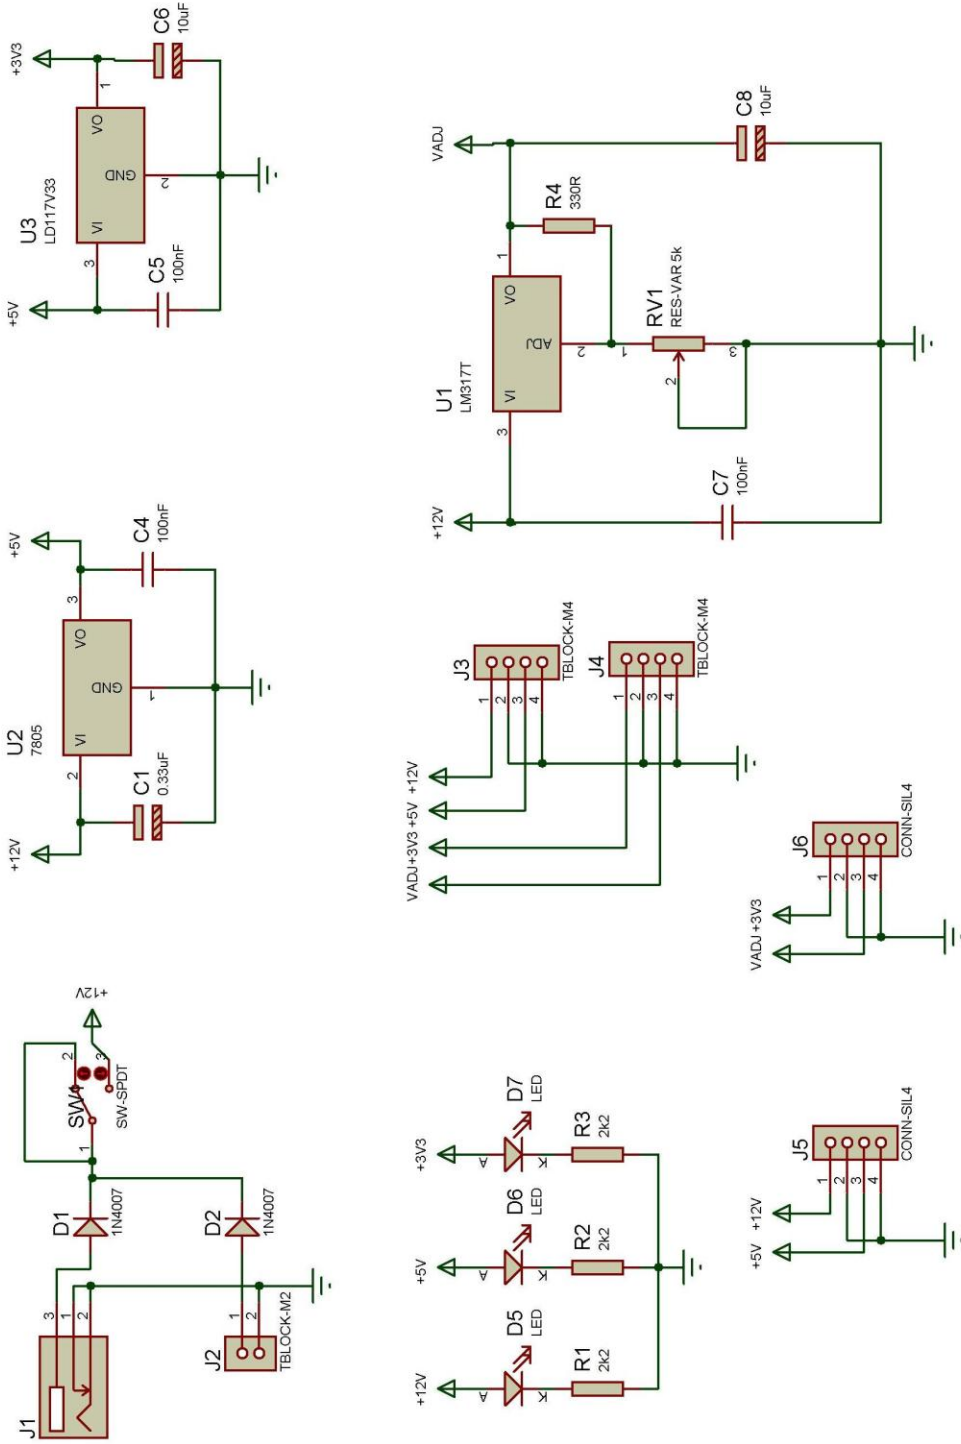 J1
3
1
2
D1
1N4007
SW1
SW-SPDT
1
2
3
+12V
J2
TBLOCK-M2
1
2
D2
1N4007
U2
7805
VI
VO
GND
2
3
1
+12V
+5V
C1
0.33uF
C4
100nF
U3
LD117V33
VI
VO
GND
3
1
2
+5V
+3V3
C5
100nF
C6
10uF
+12V
+5V
+3V3
D5
LED
A
K
D6
LED
A
K
D7
LED
A
K
R1
2k2
R2
2k2
R3
2k2
VADJ
+3V3
+5V
+12V
J3
TBLOCK-M4
1
2
3
4
J4
TBLOCK-M4
1
2
3
4
U1
LM317T
VI
VO
ADJ
3
1
2
+12V
VADJ
R4
330R
RV1
RES-VAR 5k
1
2
3
C7
100nF
C8
10uF
+5V
+12V
J5
CONN-SIL4
1
2
3
4
VADJ
+3V3
J6
CONN-SIL4
1
2
3
4